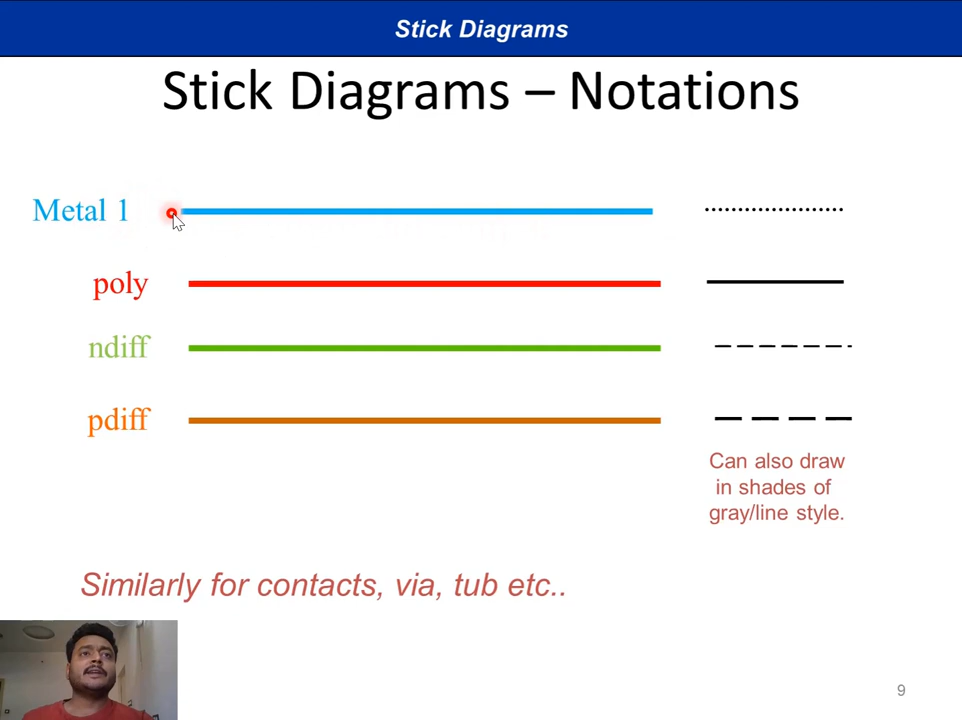 Stick Diagrams
Stick Diagrams – Notations
Metal 1
poly
ndiff
pdiff
Can also draw
in shades of
gray/line style.
Similarly for contacts, via, tub etc..
9